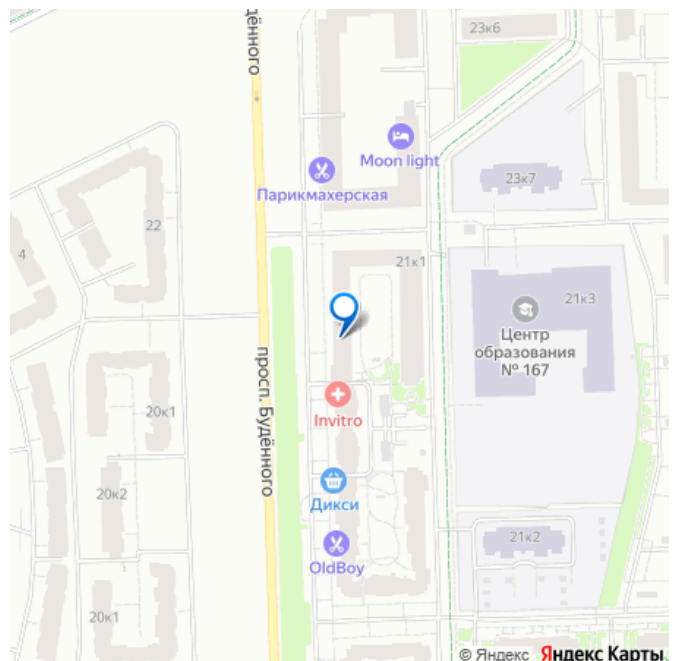 дённого
23к6
Moon light
Парикмахерская
23к7
22
4
21к1
21к3
Центр
образования
№ 167
просп. Будённого
Invitro
20к1
20к2
Дикси
21к2
OldBoy
20к1
© Яндекс Яндекс Карты